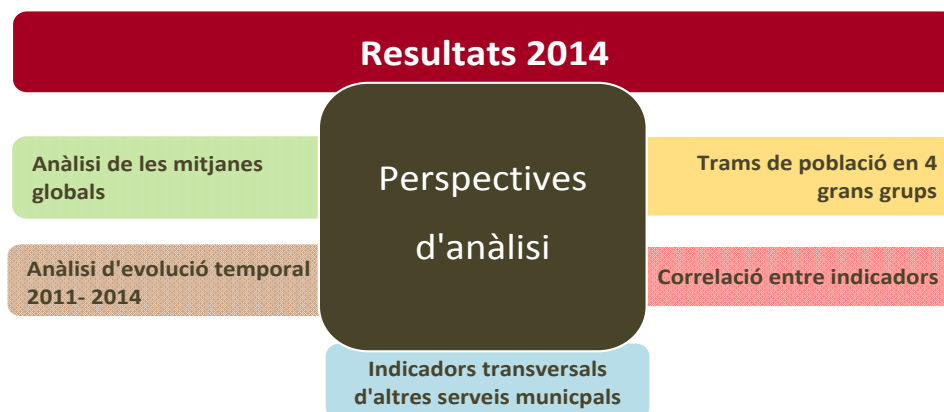 Resultats 2014
Anàlisi de les mitjanes
globals
Anàlisi d'evolució temporal
2011- 2014
Perspectives
d'anàlisi
Trams de població en 4
grans grups
Correlació entre indicadors
Indicadors transversals
d'altres serveis municpals